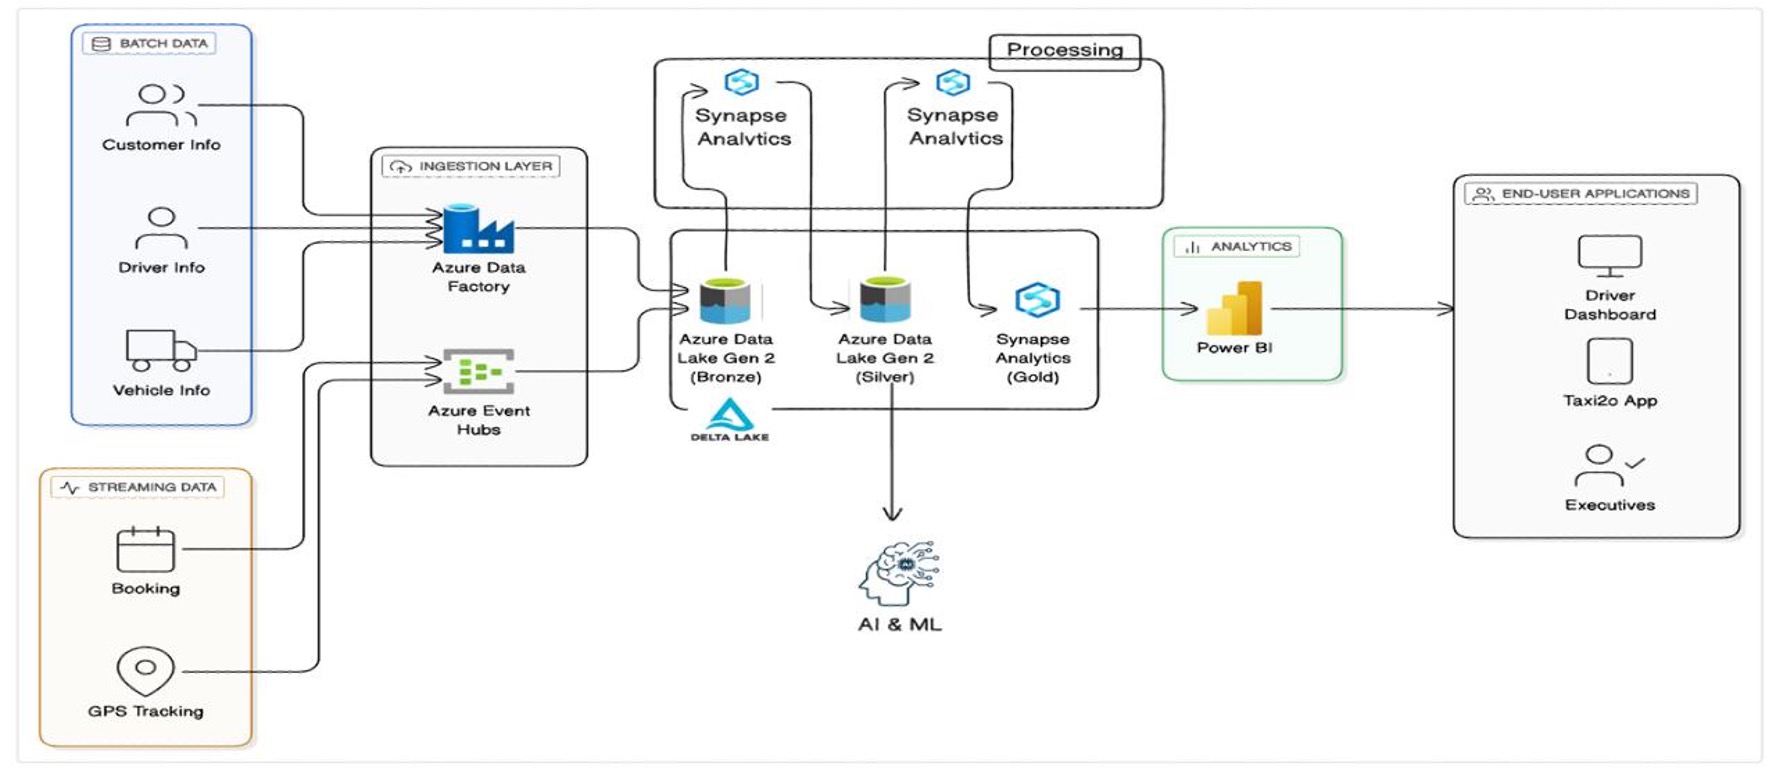 BATCH DATA
Customer Info
Driver Info
Vehicle Info
STREAMING DATA
Booking
GPS Tracking
INGESTION LAYER
Azure Data
Factory
Azure Event
Hubs
Processing
Synapse
Analytics
Synapse
Analytics
Azure Data
Lake Gen 2
(Bronze)
Azure Data
Lake Gen 2
(Silver)
Synapse
Analytics
(Gold)
DELTA LAKE
AI
AI & ML
ANALYTICS
Power BI
END-USER APPLICATIONS
Driver
Dashboard
Taxi2o App
Executives